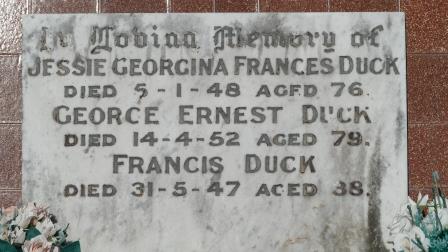 In Loving Memory of
JESSIE GEORGINA FRANCES DUCK
DIED 5-1-48 AGED 76.
GEORGE ERNEST DUCK
DIED 14-4-52 AGED 79.
FRANCIS DUCK
DIED 31-5-47 AGED 38.